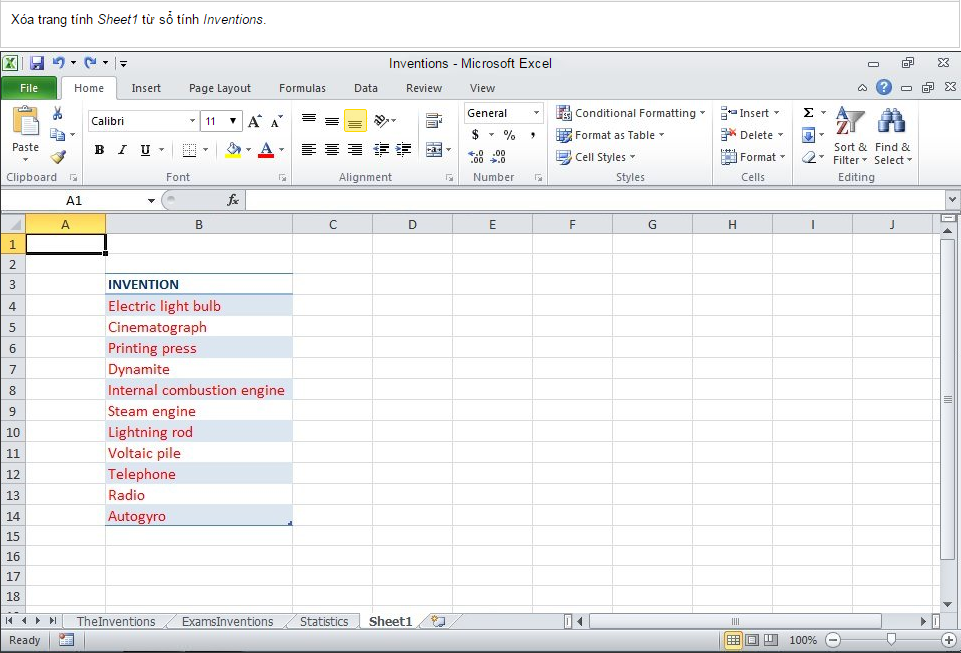 Xóa trang tính Sheet1 từ sổ tính Inventions.
Inventions - Microsoft Excel
File Home Insert Page Layout Formulas Data Review View
Calibri 11 General Conditional Formatting Insert Σ
Paste $ % , Format as Table Delete Sort & Find &
B I U A Cell Styles Format Filter Select
Clipboard Font Alignment Number Styles Cells Editing
A1 fx
A B C D E F G H I J
1
2
3 INVENTION
4 Electric light bulb
5 Cinematograph
6 Printing press
7 Dynamite
8 Internal combustion engine
9 Steam engine
10 Lightning rod
11 Voltaic pile
12 Telephone
13 Radio
14 Autogyro
15
16
17
18
TheInventions ExamsInventions Statistics Sheet1
Ready 100%